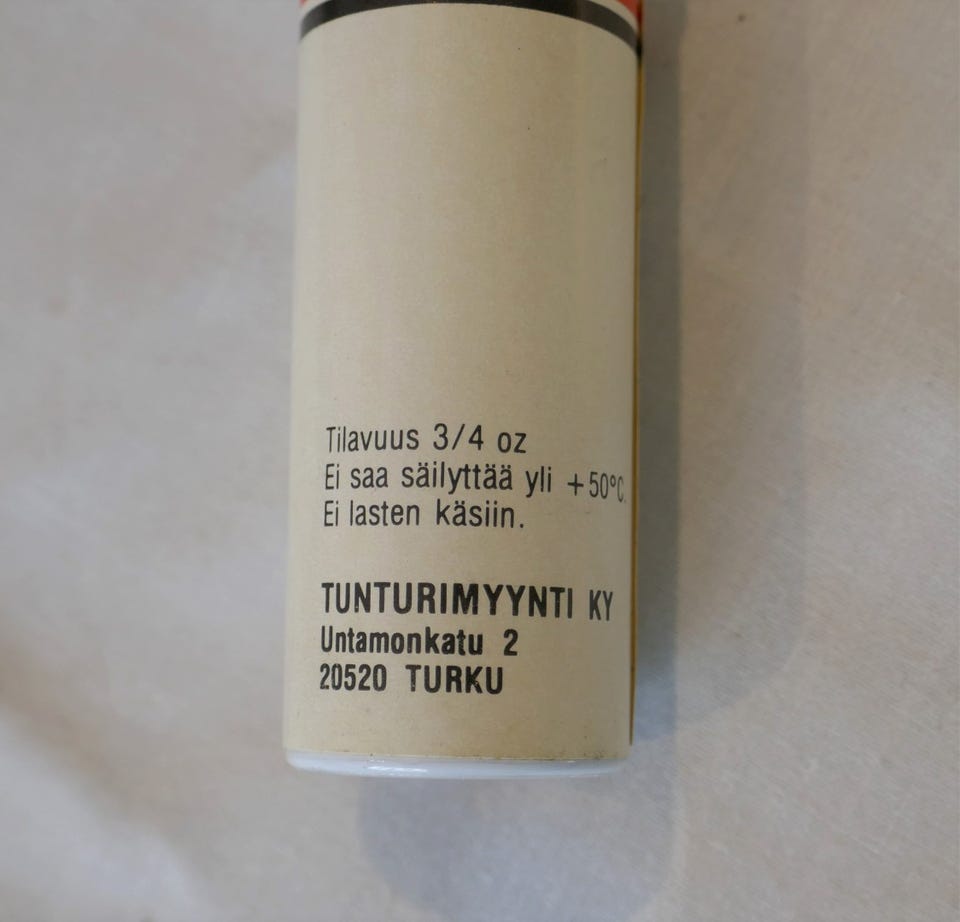 Tilavuus 3/4 oz
Ei saa säilyttää yli +50°C.
Ei lasten käsiin.
TUNTURIMYYNTI KY
Untamonkatu 2
20520 TURKU